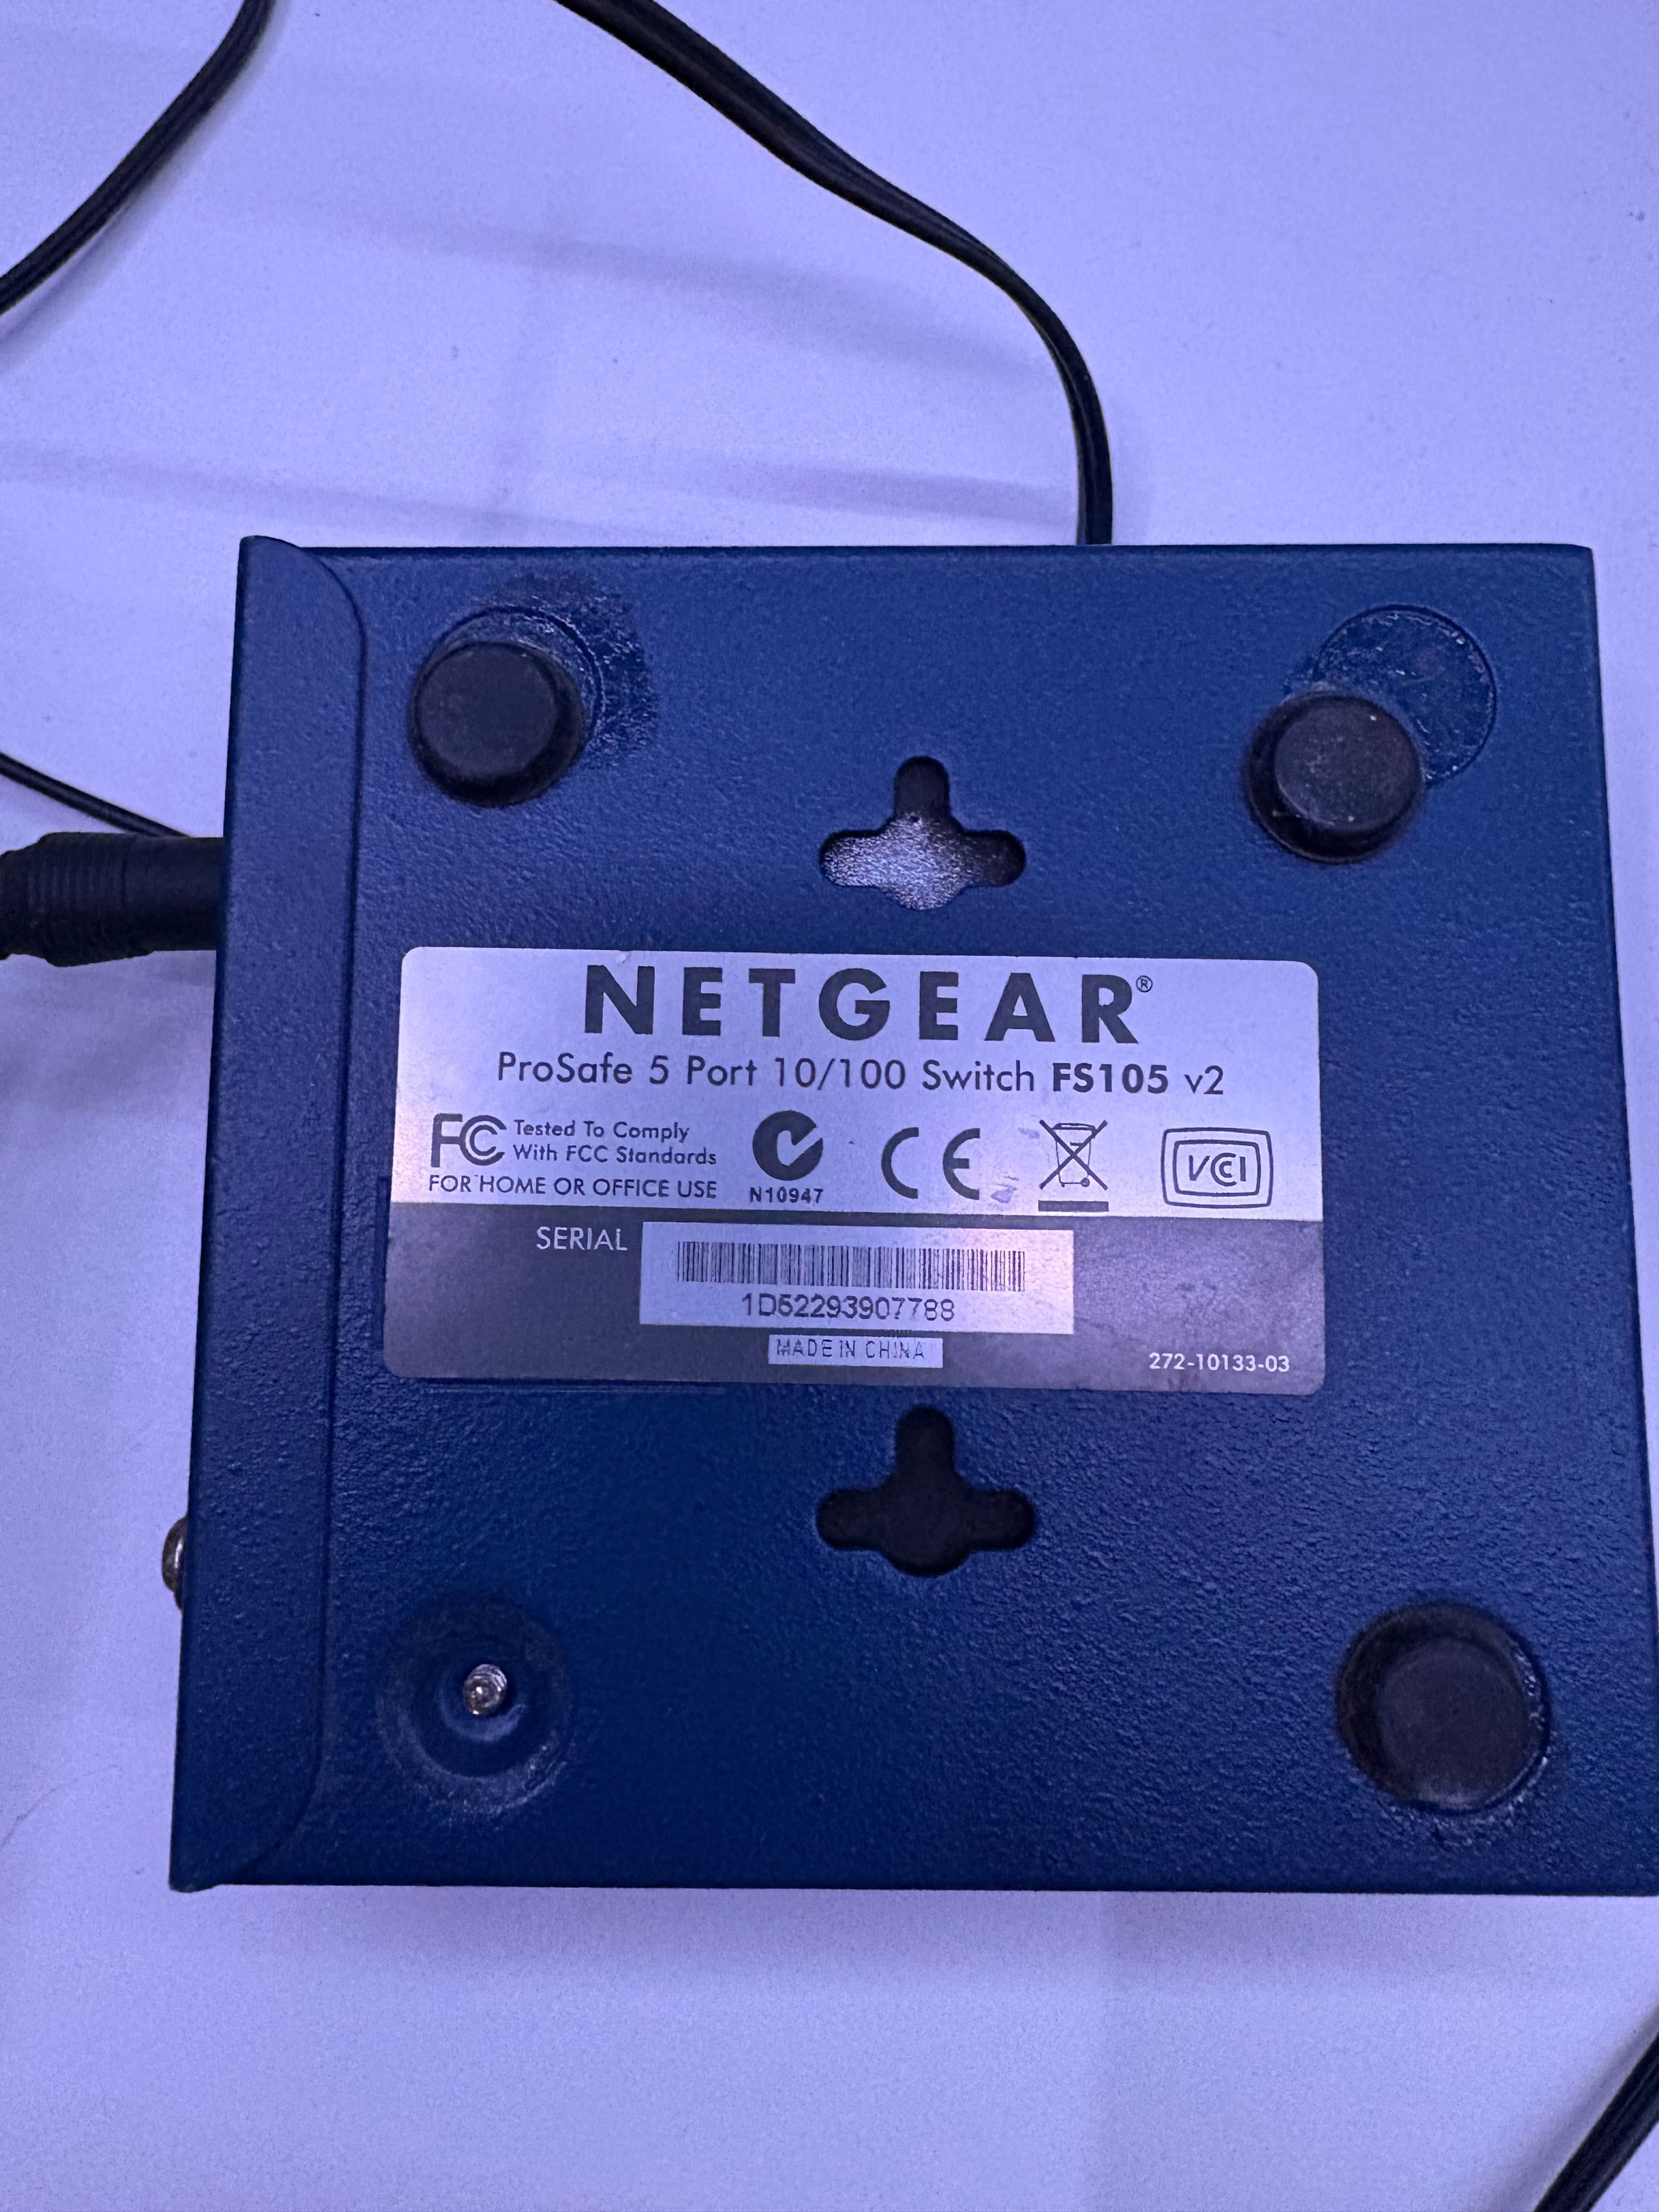 NETGEAR®
ProSafe 5 Port 10/100 Switch FS105 v2
FC Tested To Comply
With FCC Standards
FOR HOME OR OFFICE USE
N10947
CE
VCI
SERIAL
1D52293907788
MADE IN CHINA
272-10133-03